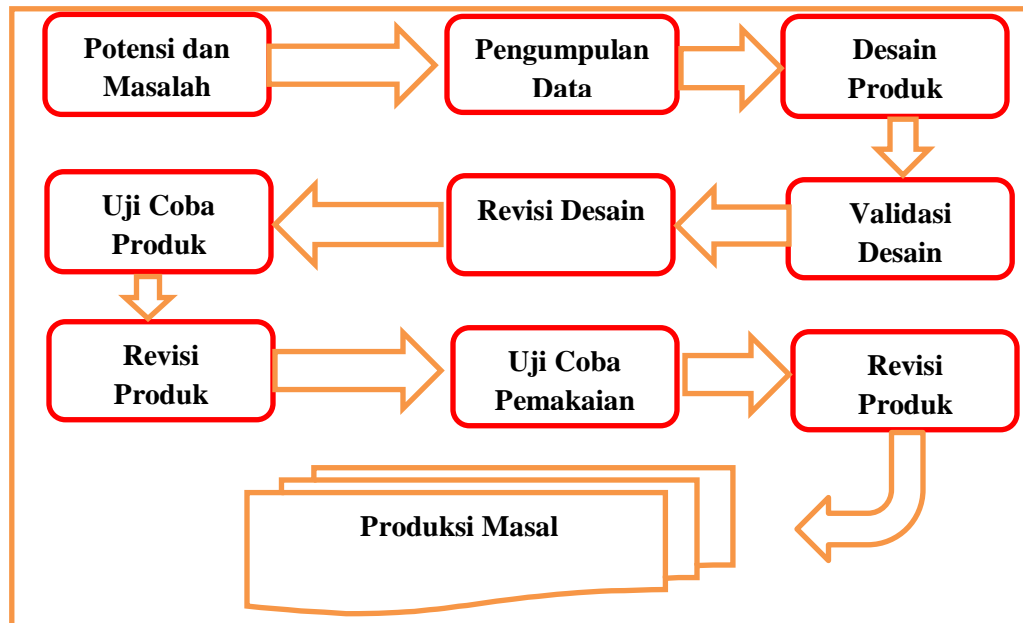 Potensi dan
Masalah
Pengumpulan
Data
Desain
Produk
Validasi
Desain
Revisi Desain
Uji Coba
Produk
Revisi
Produk
Uji Coba
Pemakaian
Revisi
Produk
Produksi Masal